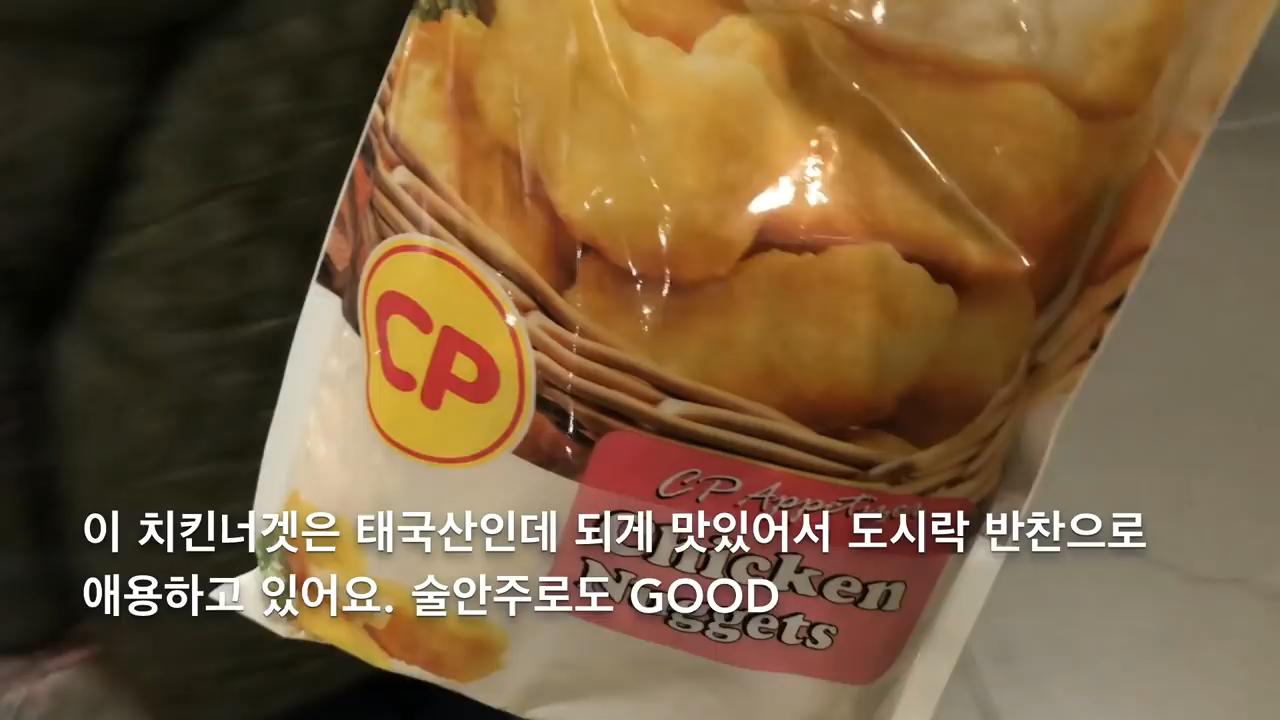 CP
CP Appetizer
Chicken
Nuggets
이 치킨너겟은 태국산인데 되게 맛있어서 도시락 반찬으로
애용하고 있어요. 술안주로도 GOOD